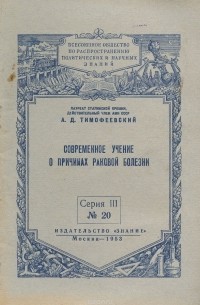 ВСЕСОЮЗНОЕ ОБЩЕСТВО
ПО РАСПРОСТРАНЕНИЮ
ПОЛИТИЧЕСКИХ И НАУЧНЫХ
ЗНАНИЙ
ЛАУРЕАТ СТАЛИНСКОЙ ПРЕМИИ,
ДЕЙСТВИТЕЛЬНЫЙ ЧЛЕН АМН СССР
А. Д. ТИМОФЕЕВСКИЙ
СОВРЕМЕННОЕ УЧЕНИЕ
О ПРИЧИНАХ РАКОВОЙ БОЛЕЗНИ
Серия III
№ 20
ИЗДАТЕЛЬСТВО «ЗНАНИЕ»
Москва—1953